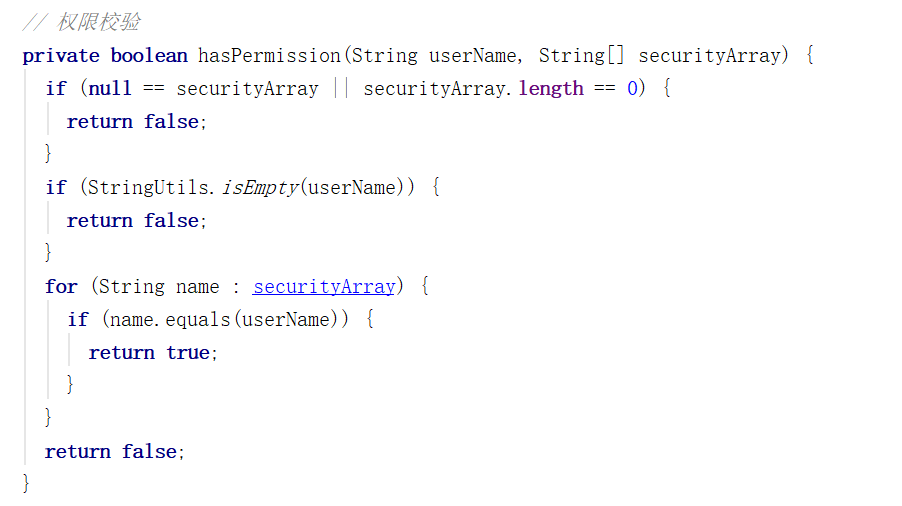 // 权限校验
private boolean hasPermission(String userName, String[] securityArray) {
if (null == securityArray || securityArray.length == 0) {
return false;
}
if (StringUtils.isEmpty(userName)) {
return false;
}
for (String name : securityArray) {
if (name.equals(userName)) {
return true;
}
}
return false;
}